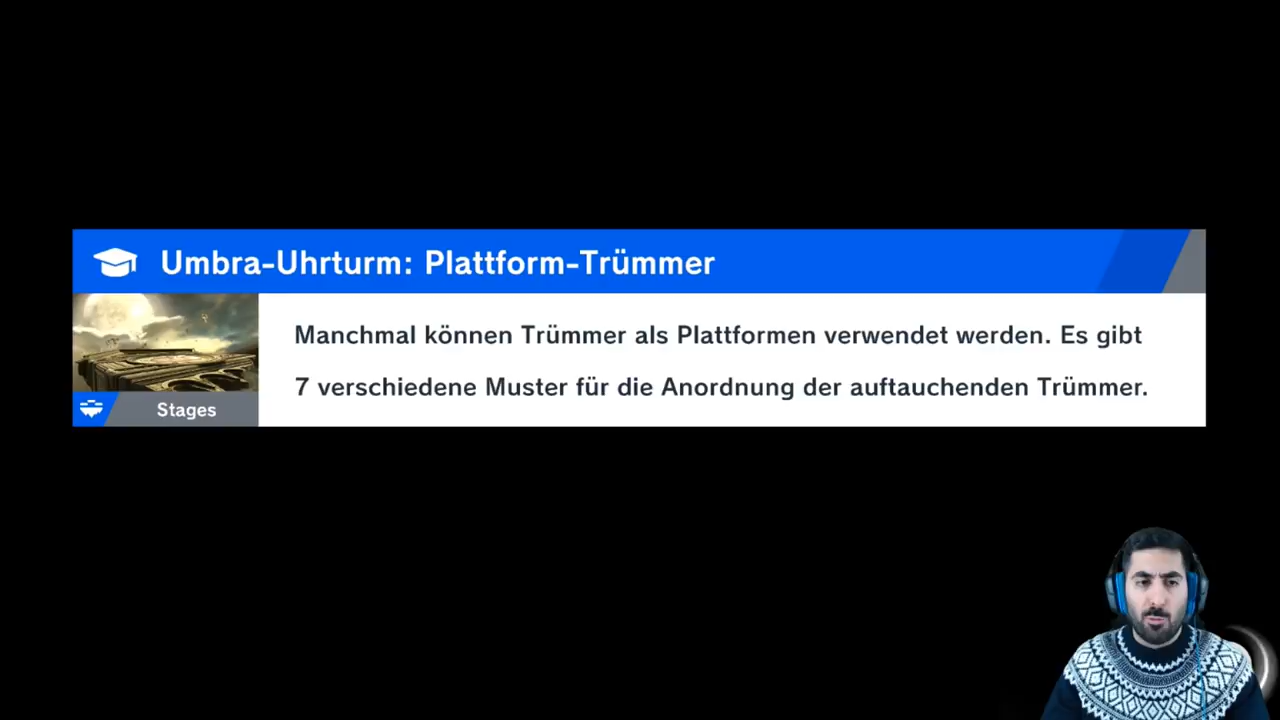 Umbra-Uhrturm: Plattform-Trümmer
Manchmal können Trümmer als Plattformen verwendet werden. Es gibt
7 verschiedene Muster für die Anordnung der auftauchenden Trümmer.
Stages